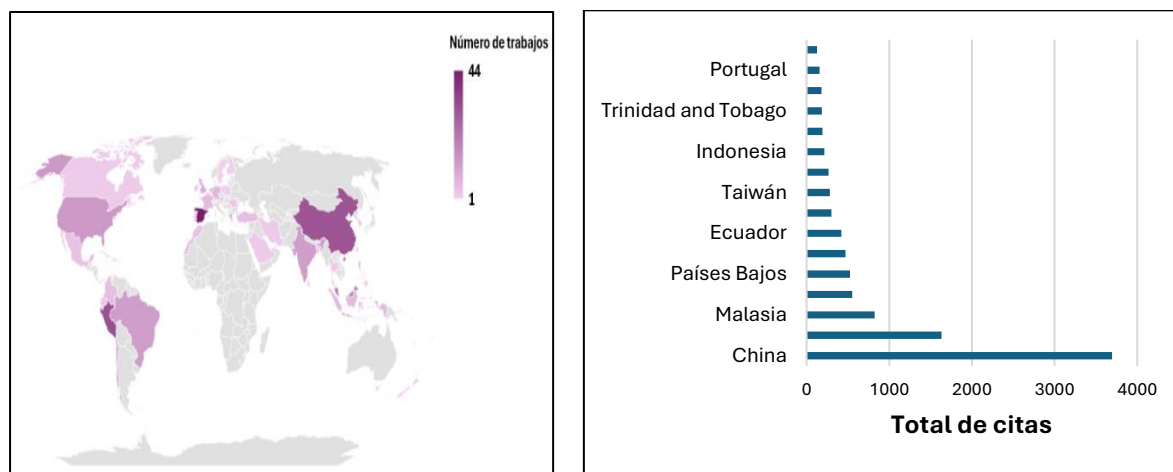 Número de trabajos
44
1
Portugal
Trinidad and Tobago
Indonesia
Taiwán
Ecuador
Países Bajos
Malasia
China
0 1000 2000 3000 4000
Total de citas